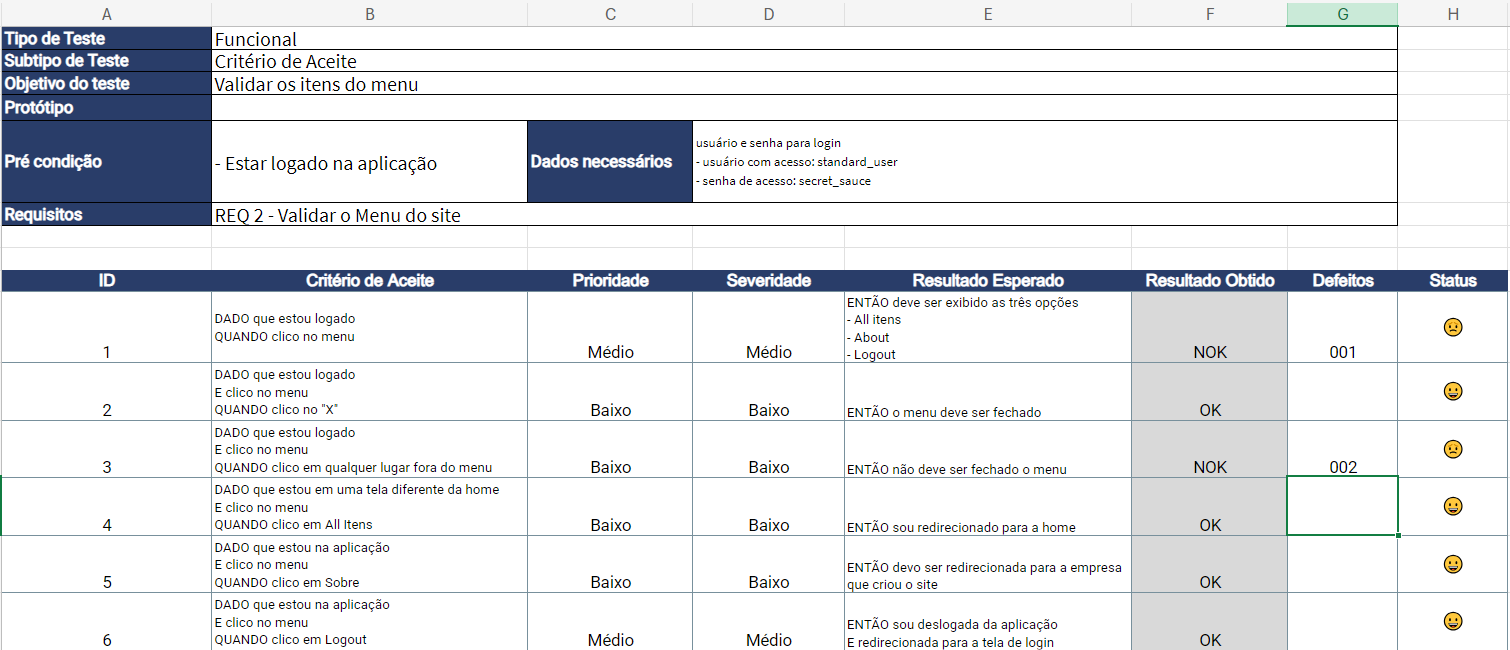 A B C D E F G H
Tipo de Teste Funcional
Subtipo de Teste Critério de Aceite
Objetivo do teste Validar os itens do menu
Protótipo
Pré condição - Estar logado na aplicação Dados necessários
usuário e senha para login
- usuário com acesso: standard_user
- senha de acesso: secret_sauce
Requisitos REQ 2 - Validar o Menu do site
ID Critério de Aceite Prioridade Severidade Resultado Esperado Resultado Obtido Defeitos Status
1
DADO que estou logado
QUANDO clico no menu
Médio Médio
ENTÃO deve ser exibido as três opções
- All itens
- About
- Logout
NOK 001
2
DADO que estou logado
E clico no menu
QUANDO clico no "X"
Baixo Baixo
ENTÃO o menu deve ser fechado
OK
3
DADO que estou logado
E clico no menu
QUANDO clico em qualquer lugar fora do menu
Baixo Baixo
ENTÃO não deve ser fechado o menu
NOK 002
4
DADO que estou em uma tela diferente da home
E clico no menu
QUANDO clico em All Itens
Baixo Baixo
ENTÃO sou redirecionado para a home
OK
5
DADO que estou na aplicação
E clico no menu
QUANDO clico em Sobre
Baixo Baixo
ENTÃO devo ser redirecionada para a empresa
que criou o site
OK
6
DADO que estou na aplicação
E clico no menu
QUANDO clico em Logout
Médio Médio
ENTÃO sou deslogada da aplicação
E redirecionada para a tela de login
OK